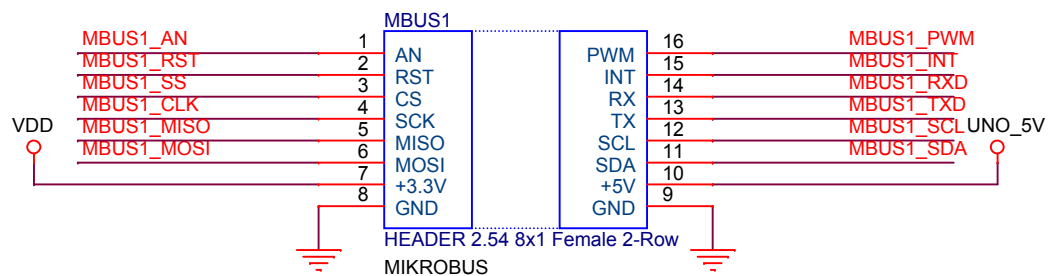 MBUS1
MBUS1_AN 1 AN PWM 16 MBUS1_PWM
MBUS1_RST 2 RST INT 15 MBUS1_INT
MBUS1_SS 3 CS RX 14 MBUS1_RXD
MBUS1_CLK 4 SCK TX 13 MBUS1_TXD
VDD MBUS1_MISO 5 MISO SCL 12 MBUS1_SCL UNO_5V
MBUS1_MOSI 6 MOSI SDA 11 MBUS1_SDA
7 +3.3V +5V 10
8 GND GND 9
HEADER 2.54 8x1 Female 2-Row
MIKROBUS